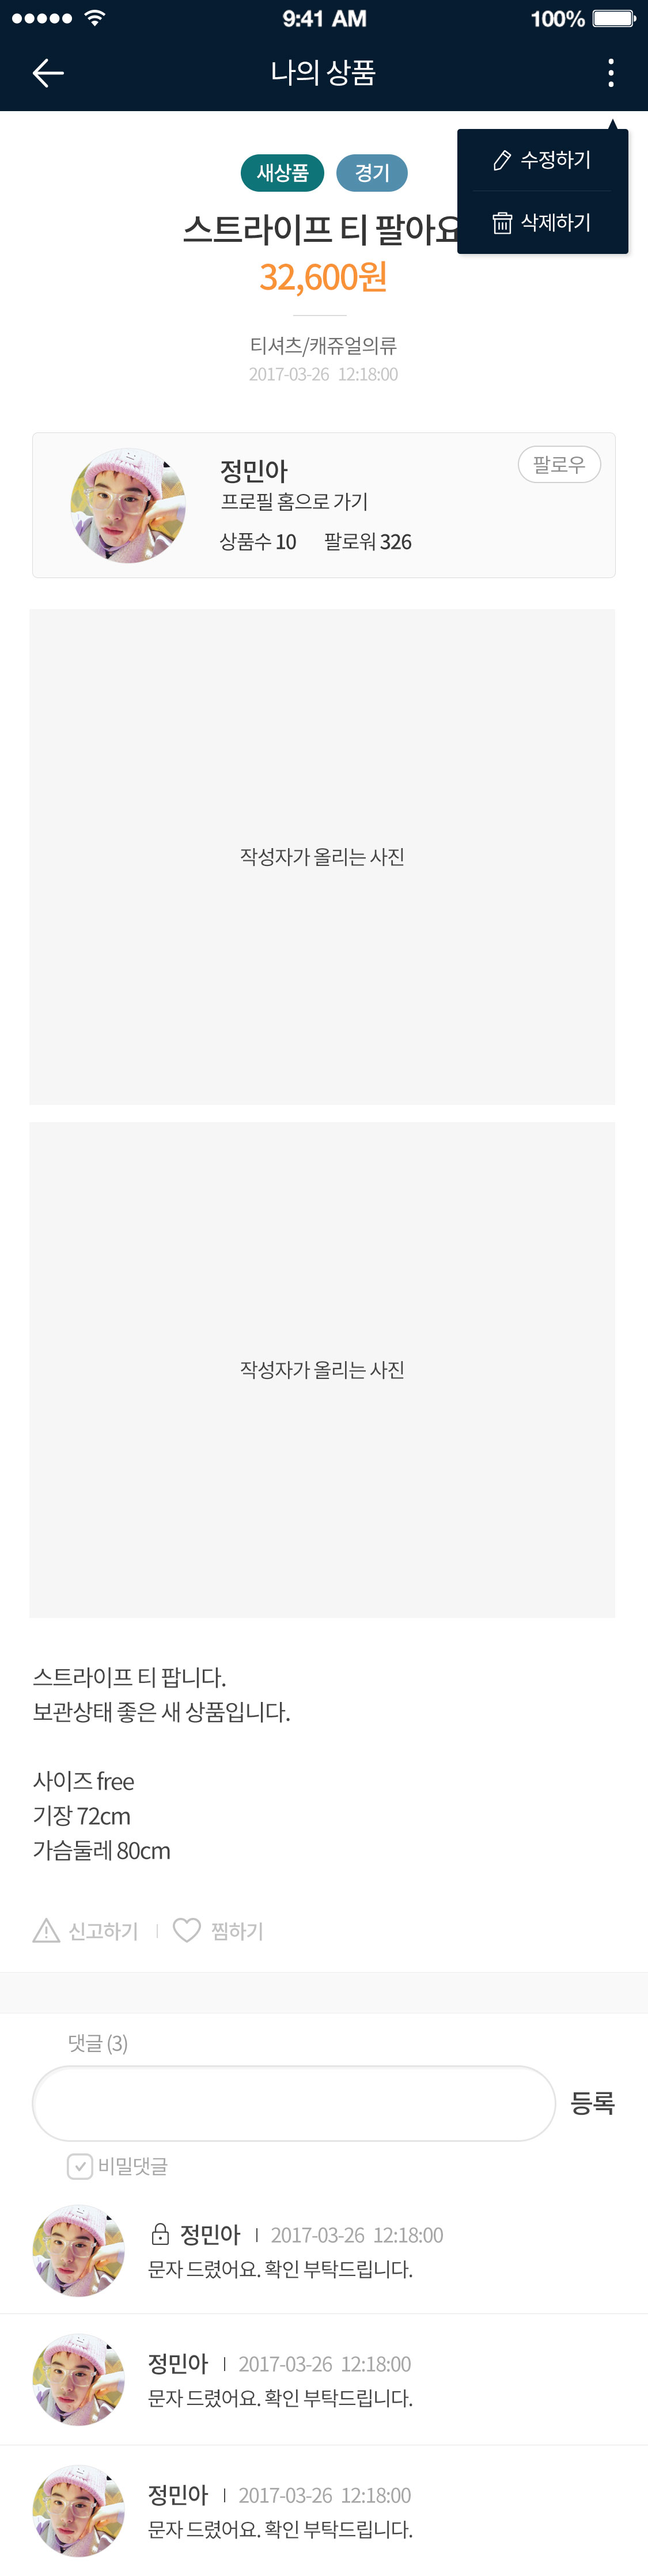 9:41 AM 100%
나의 상품
수정하기
삭제하기
새상품 경기
스트라이프 티 팔아요
32,600원
티셔츠/캐쥬얼의류
2017-03-26 12:18:00
정민아
팔로우
프로필 홈으로 가기
상품수 10 팔로워 326
작성자가 올리는 사진
작성자가 올리는 사진
스트라이프 티 팝니다.
보관상태 좋은 새 상품입니다.
사이즈 free
기장 72cm
가슴둘레 80cm
신고하기 | 찜하기
댓글 (3)
등록
비밀댓글
정민아 | 2017-03-26 12:18:00
문자 드렸어요. 확인 부탁드립니다.
정민아 | 2017-03-26 12:18:00
문자 드렸어요. 확인 부탁드립니다.
정민아 | 2017-03-26 12:18:00
문자 드렸어요. 확인 부탁드립니다.